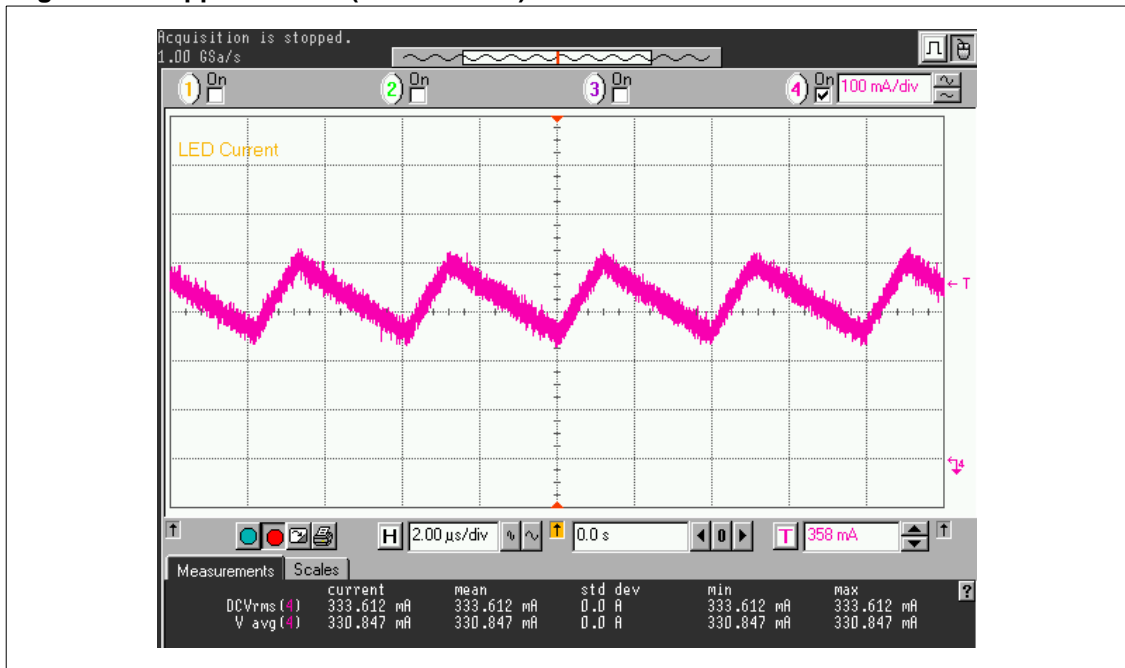 Acquisition is stopped.
1.00 GSa/s
1 On 2 On 3 On 4 On 100 mA/div
LED Current
T
4
H 2.00 µs/div 0.0 s 0 T 358 mA
Measurements Scales
current mean std dev min max ?
DCVrms(4) 333.612 mA 333.612 mA 0.0 A 333.612 mA 333.612 mA
V avg(4) 330.847 mA 330.847 mA 0.0 A 330.847 mA 330.847 mA